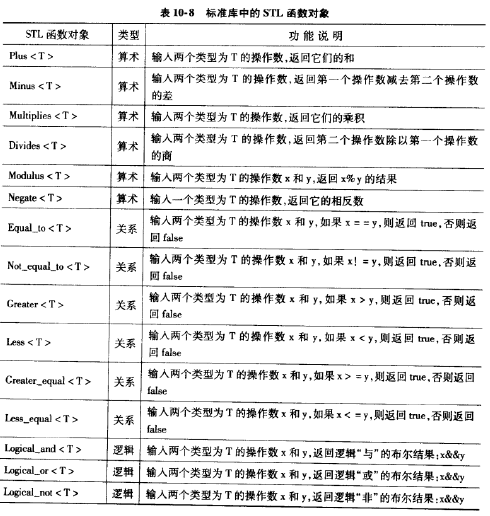 表 10-8 标准库中的 STL 函数对象
STL 函数对象 类型 功能说明
Plus < T > 算术 输入两个类型为 T 的操作数,返回它们的和
Minus < T > 算术 输入两个类型为 T 的操作数,返回第一个操作数减去第二个操作数
的差
Multiplies < T > 算术 输入两个类型为 T 的操作数,返回它们的乘积
Divides < T > 算术 输入两个类型为 T 的操作数,返回第二个操作数除以第一个操作数
的商
Modulus < T > 算术 输入两个类型为 T 的操作数 x 和 y,返回 x% y 的结果
Negate < T > 算术 输入一个类型为 T 的操作数,返回它的相反数
Equal_to < T > 关系 输入两个类型为 T 的操作数 x 和 y,如果 x = = y,则返回 true,否则返
回 false
Not_equal_to < T > 关系 输入两个类型为 T 的操作数 x 和 y,如果 x! = y,则返回 true,否则返
回 false
Greater < T > 关系 输入两个类型为 T 的操作数 x 和 y,如果 x > y,则返回 true,否则返
回 false
Less < T > 关系 输入两个类型为 T 的操作数 x 和 y,如果 x < y,则返回 true,否则返
回 false
Greater_equal < T > 关系 输入两个类型为 T 的操作数 x 和 y,如果 x > = y,则返回 true,否则返回
false
Less_equal < T > 关系 输入两个类型为 T 的操作数 x 和 y,如果 x < = y,则返回 true,否则返回
false
Logical_and < T > 逻辑 输入两个类型为 T 的操作数 x 和 y,返回逻辑“与”的布尔结果:x&&y
Logical_or < T > 逻辑 输入两个类型为 T 的操作数 x 和 y,返回逻辑“或”的布尔结果:x&&y
Logical_not < T > 逻辑 输入两个类型为 T 的操作数 x 和 y,返回逻辑“非”的布尔结果:x&&y